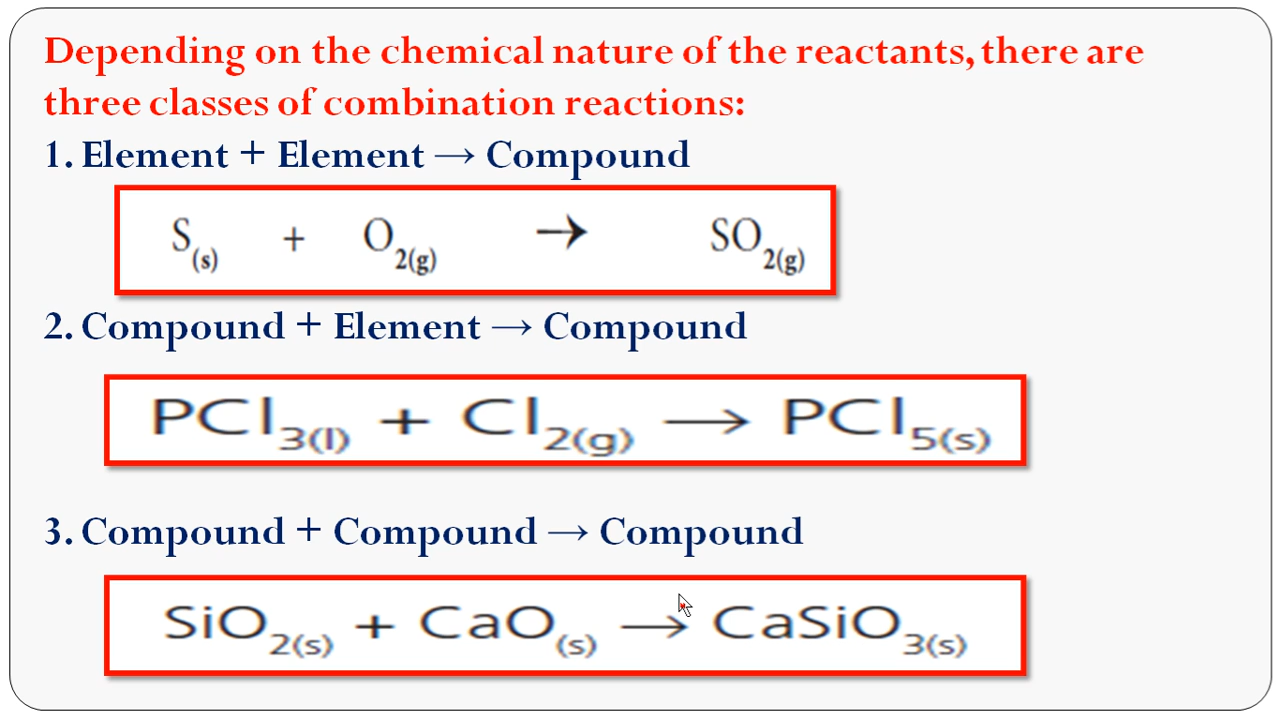 Depending on the chemical nature of the reactants, there are
three classes of combination reactions:
1. Element + Element → Compound
S(s) + O2(g) → SO2(g)
2. Compound + Element → Compound
PCl3(l) + Cl2(g) → PCl5(s)
3. Compound + Compound → Compound
SiO2(s) + CaO(s) → CaSiO3(s)